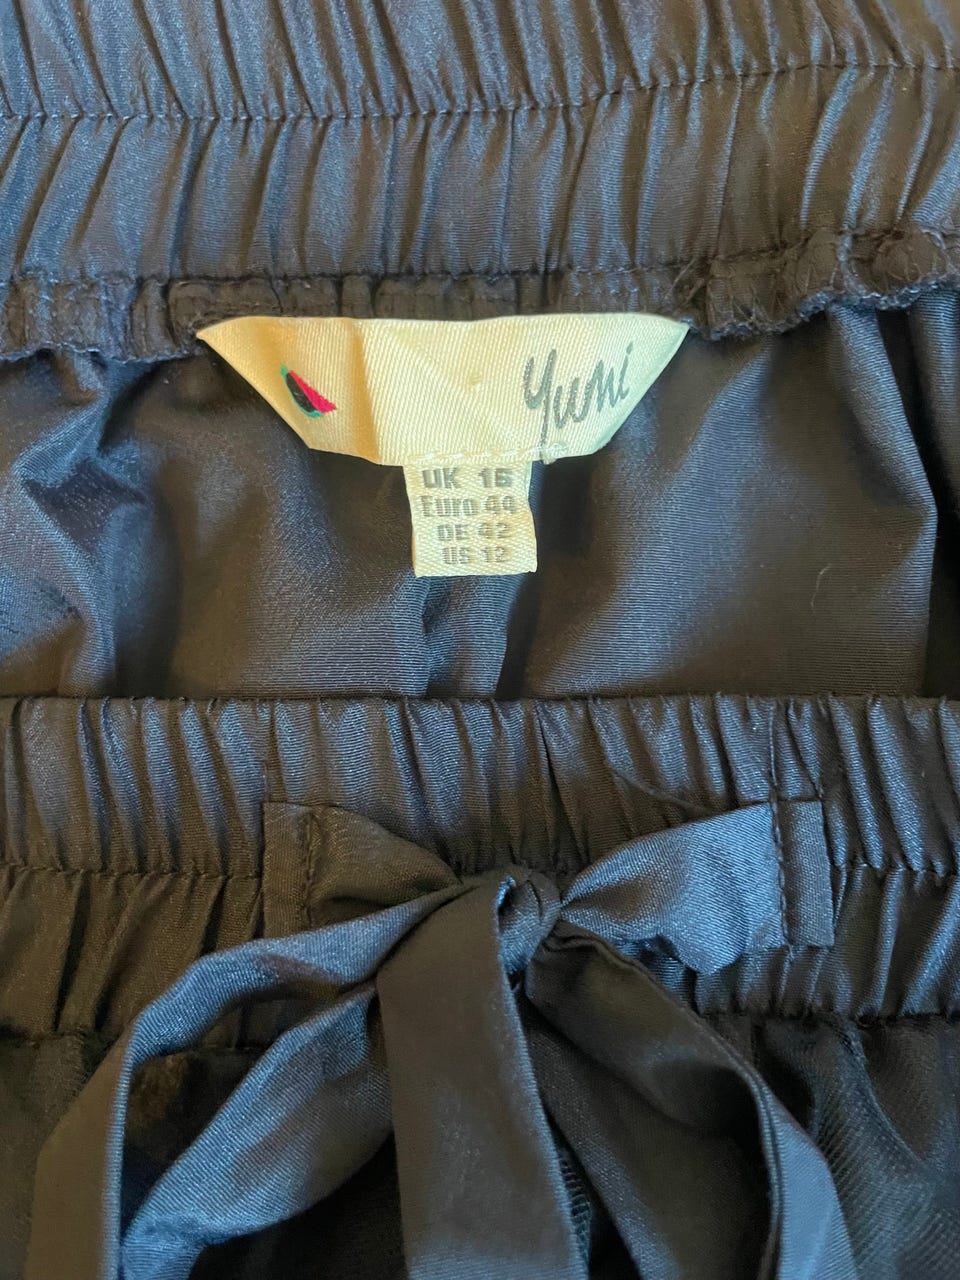 Yumi
UK 16
Euro 44
DE 42
US 12